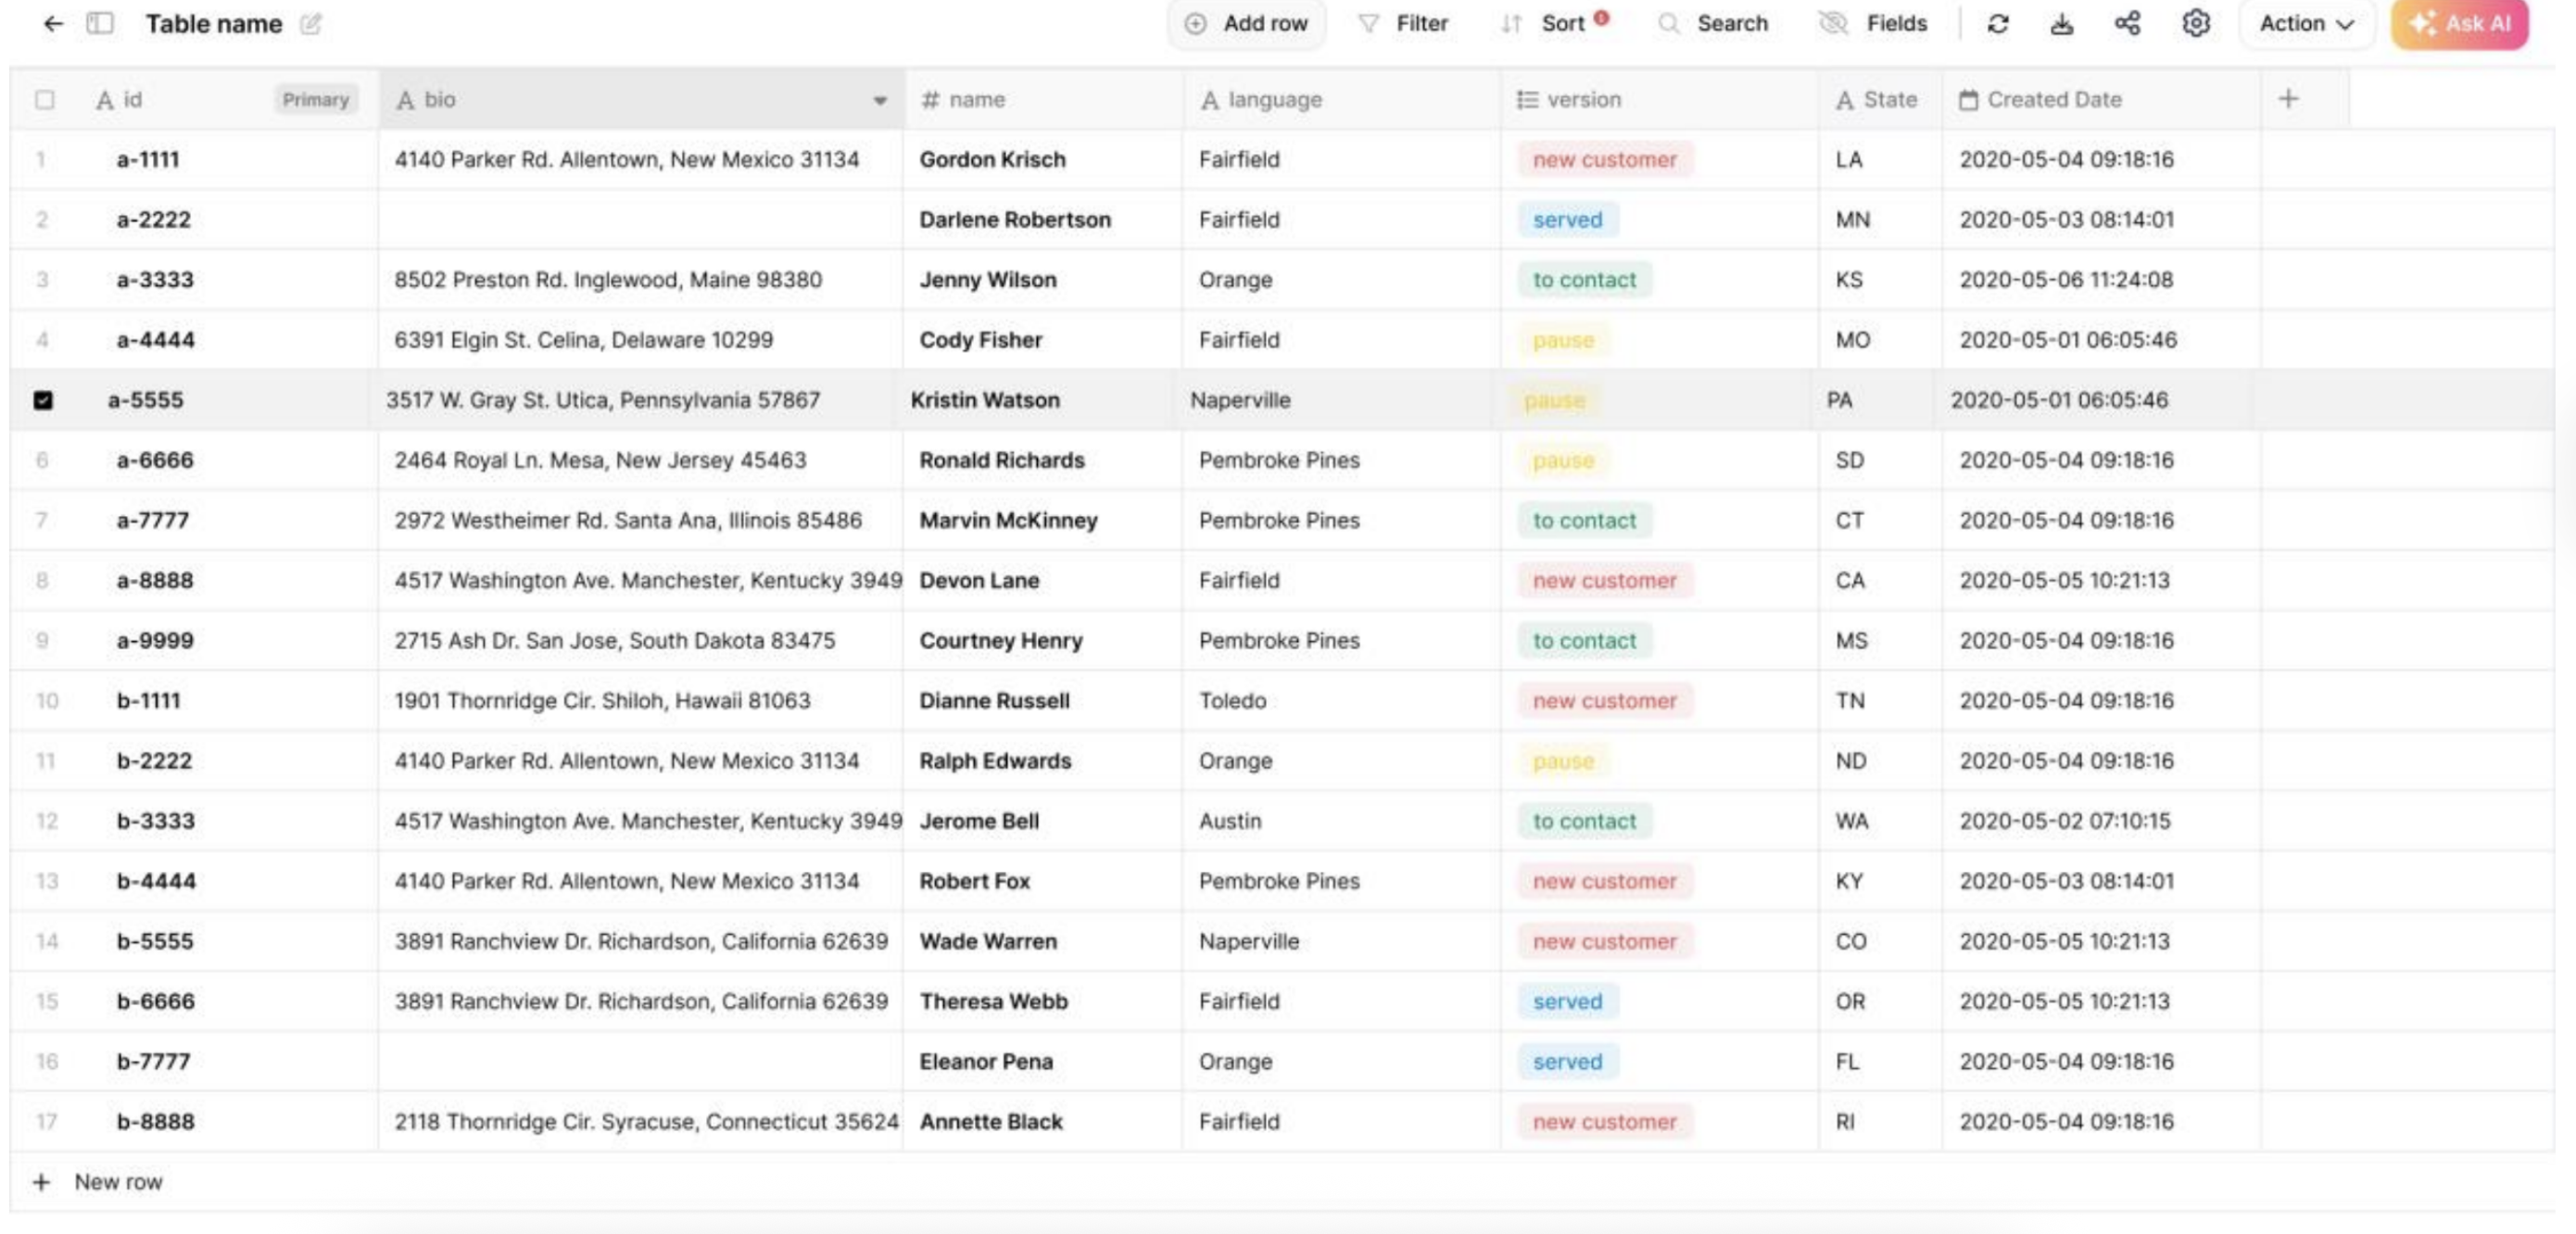 Table name Add row Filter Sort Search Fields Action Ask AI
id Primary bio name language version State Created Date
1 a-1111 4140 Parker Rd. Allentown, New Mexico 31134 Gordon Krisch Fairfield new customer LA 2020-05-04 09:18:16
2 a-2222 Darlene Robertson Fairfield served MN 2020-05-03 08:14:01
3 a-3333 8502 Preston Rd. Inglewood, Maine 98380 Jenny Wilson Orange to contact KS 2020-05-06 11:24:08
4 a-4444 6391 Elgin St. Celina, Delaware 10299 Cody Fisher Fairfield pause MO 2020-05-01 06:05:46
a-5555 3517 W. Gray St. Utica, Pennsylvania 57867 Kristin Watson Naperville pause PA 2020-05-01 06:05:46
6 a-6666 2464 Royal Ln. Mesa, New Jersey 45463 Ronald Richards Pembroke Pines pause SD 2020-05-04 09:18:16
7 a-7777 2972 Westheimer Rd. Santa Ana, Illinois 85486 Marvin McKinney Pembroke Pines to contact CT 2020-05-04 09:18:16
8 a-8888 4517 Washington Ave. Manchester, Kentucky 3949 Devon Lane Fairfield new customer CA 2020-05-05 10:21:13
9 a-9999 2715 Ash Dr. San Jose, South Dakota 83475 Courtney Henry Pembroke Pines to contact MS 2020-05-04 09:18:16
10 b-1111 1901 Thornridge Cir. Shiloh, Hawaii 81063 Dianne Russell Toledo new customer TN 2020-05-04 09:18:16
11 b-2222 4140 Parker Rd. Allentown, New Mexico 31134 Ralph Edwards Orange pause ND 2020-05-04 09:18:16
12 b-3333 4517 Washington Ave. Manchester, Kentucky 3949 Jerome Bell Austin to contact WA 2020-05-02 07:10:15
13 b-4444 4140 Parker Rd. Allentown, New Mexico 31134 Robert Fox Pembroke Pines new customer KY 2020-05-03 08:14:01
14 b-5555 3891 Ranchview Dr. Richardson, California 62639 Wade Warren Naperville new customer CO 2020-05-05 10:21:13
15 b-6666 3891 Ranchview Dr. Richardson, California 62639 Theresa Webb Fairfield served OR 2020-05-05 10:21:13
16 b-7777 Eleanor Pena Orange served FL 2020-05-04 09:18:16
17 b-8888 2118 Thornridge Cir. Syracuse, Connecticut 35624 Annette Black Fairfield new customer RI 2020-05-04 09:18:16
+ New row